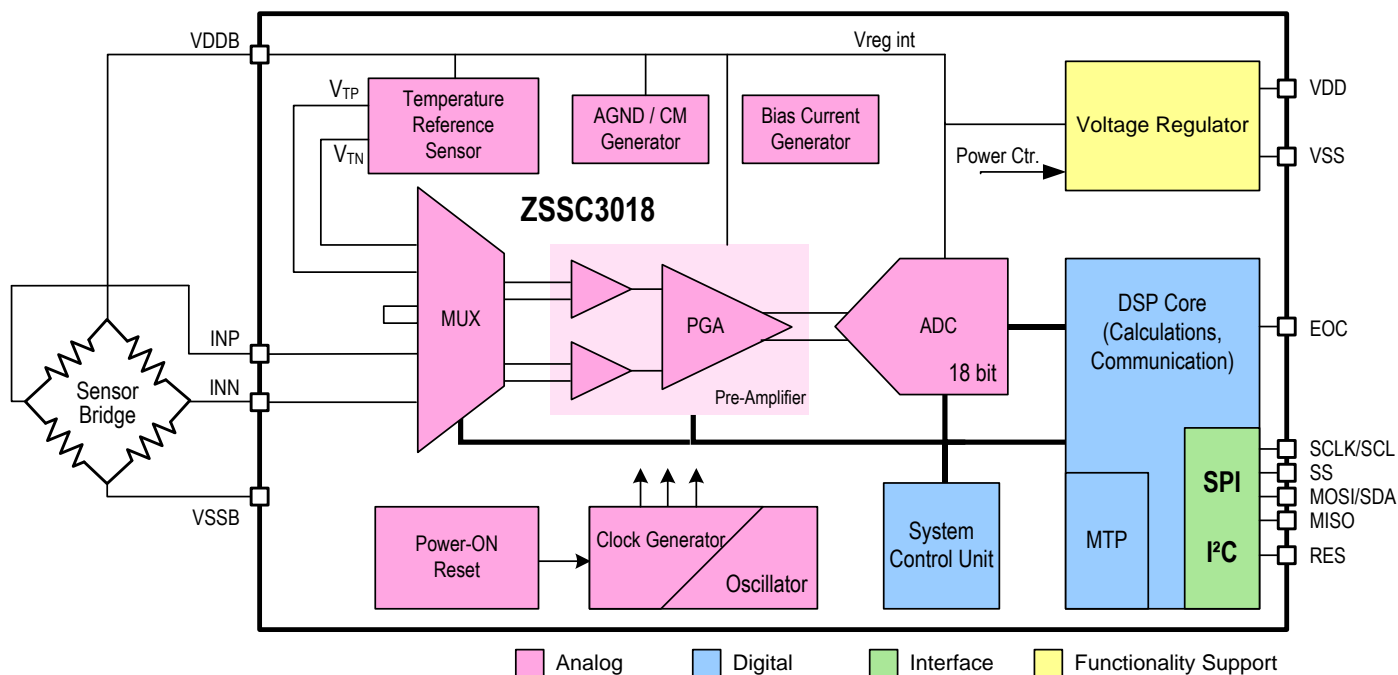 VDDB
Vreg int
VTP
Temperature
Reference
Sensor
VTN
AGND / CM
Generator
Bias Current
Generator
Voltage Regulator
VDD
VSS
Power Ctr.
ZSSC3018
MUX
PGA
Pre-Amplifier
ADC
18 bit
DSP Core
(Calculations,
Communication)
EOC
INP
INN
Sensor
Bridge
VSSB
Power-ON
Reset
Clock Generator
Oscillator
System
Control Unit
MTP
SPI
I²C
SCLK/SCL
SS
MOSI/SDA
MISO
RES
Analog
Digital
Interface
Functionality Support